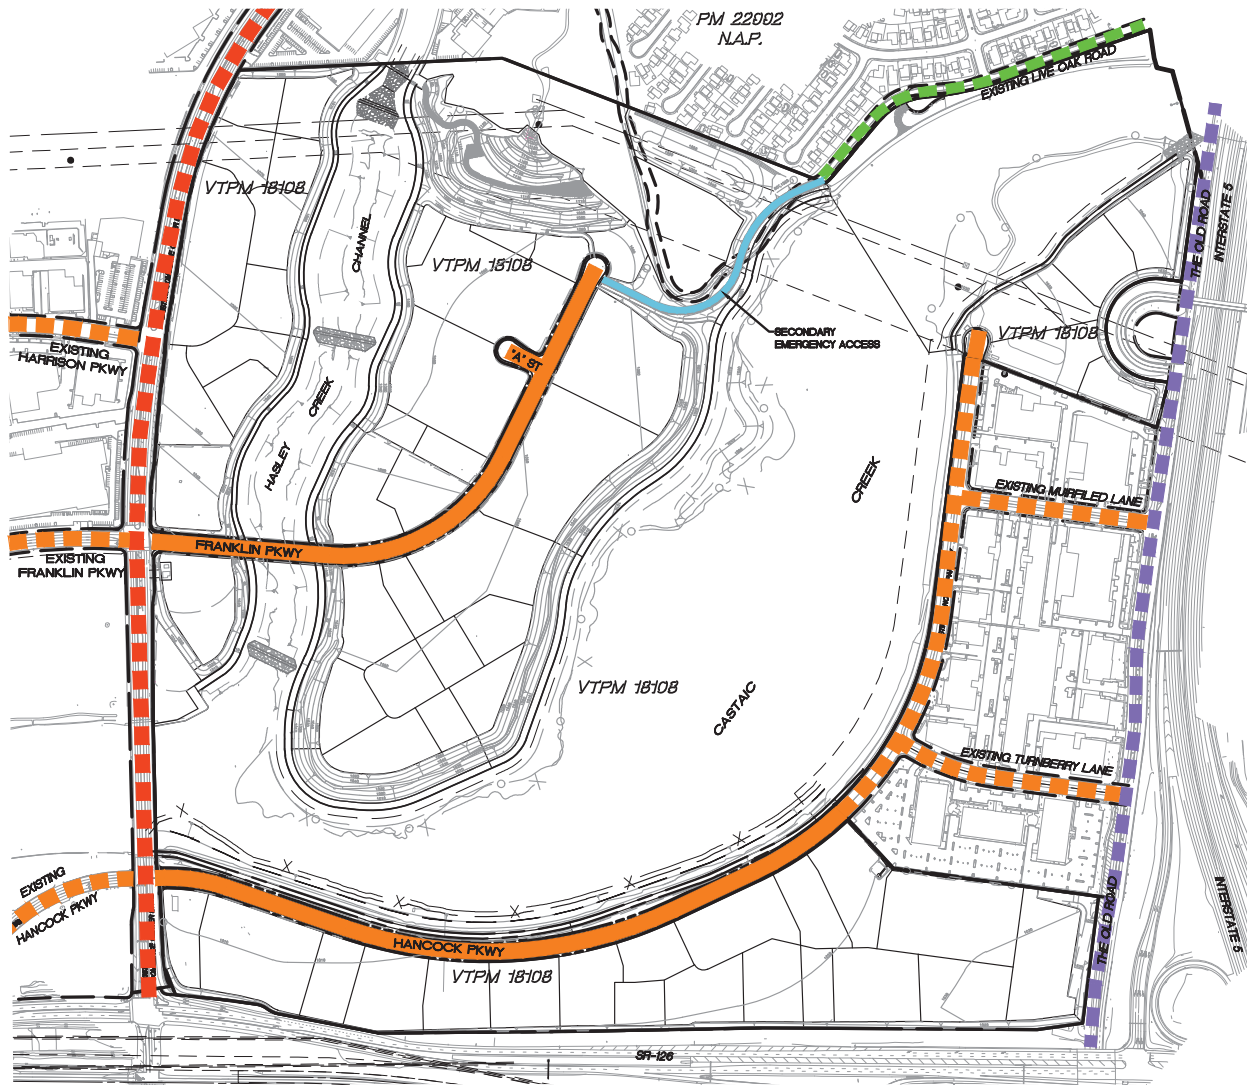 PM 22992
N.A.P.
EXISTING LIVE OAK ROAD
VTPM 18108
CHANNEL
VTPM 18108
THE OLD ROAD
INTERSTATE 5
SECONDARY
EMERGENCY ACCESS
VTPM 18108
EXISTING
HARRISON PKWY
"A" ST
CREEK
HASLEY
CREEK
EXISTING MUIRFILED LANE
FRANKLIN PKWY
EXISTING
FRANKLIN PKWY
VTPM 18108
CASTAIC
EXISTING TURNBERRY LANE
EXISTING
HANCOCK PKWY
THE OLD ROAD
INTERSTATE 5
HANCOCK PKWY
VTPM 18108
SR-126